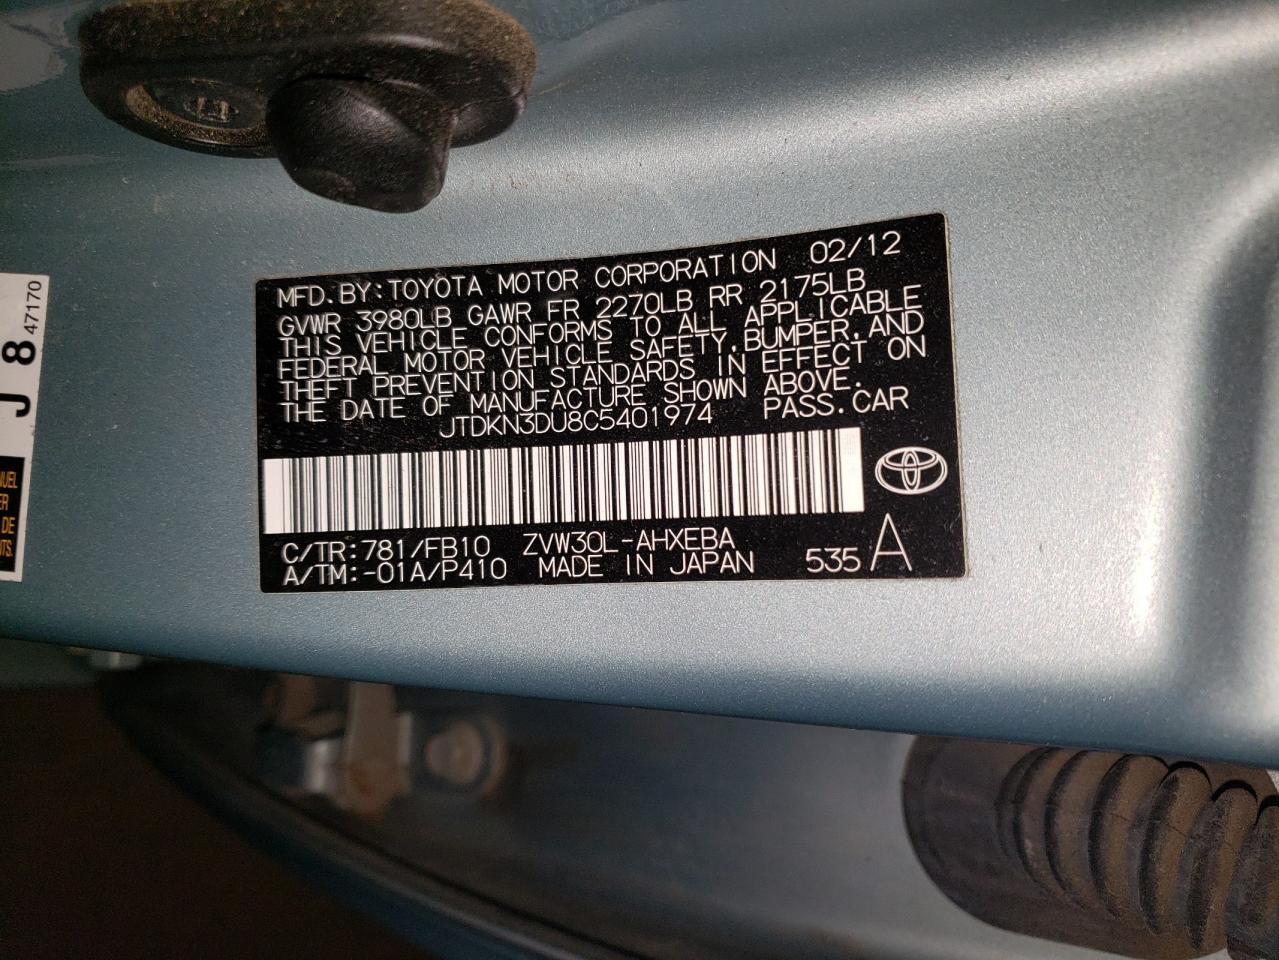 MFD.BY:TOYOTA MOTOR CORPORATION 02/12
GVWR 3980LB GAWR FR 2270LB RR 2175LB
THIS VEHICLE CONFORMS TO ALL APPLICABLE
FEDERAL MOTOR VEHICLE SAFETY,BUMPER,AND
THEFT PREVENTION STANDARDS IN EFFECT ON
THE DATE OF MANUFACTURE SHOWN ABOVE.
JTDKN3DU8C5401974 PASS.CAR
C/TR:781/FB10 ZVW30L-AHXEBA
A/TM:-01A/P410 MADE IN JAPAN 535 A
J 8 47170
DE